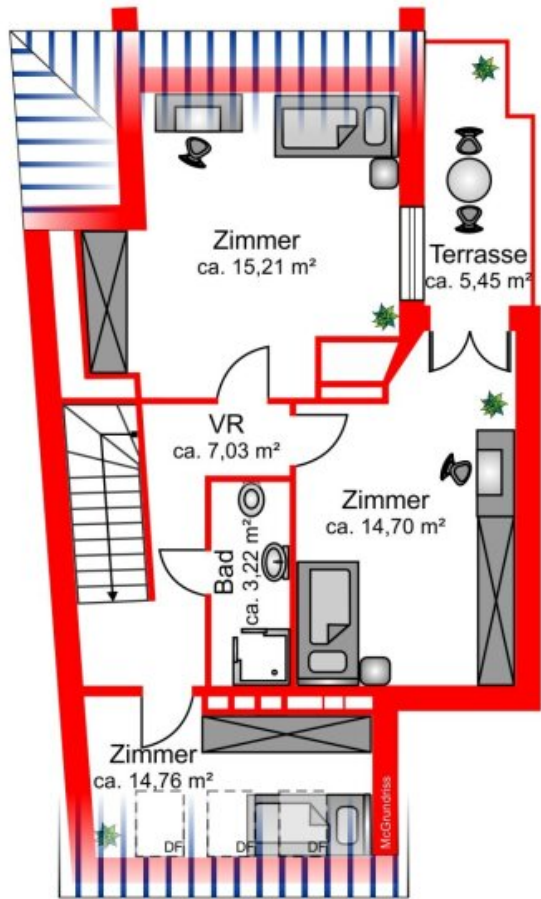 Zimmer
ca. 15,21 m²
Terrasse
ca. 5,45 m²
VR
ca. 7,03 m²
Zimmer
ca. 14,70 m²
Bad
ca. 3,22 m²
Zimmer
ca. 14,76 m²
DF
DF
DF
McGrundriss